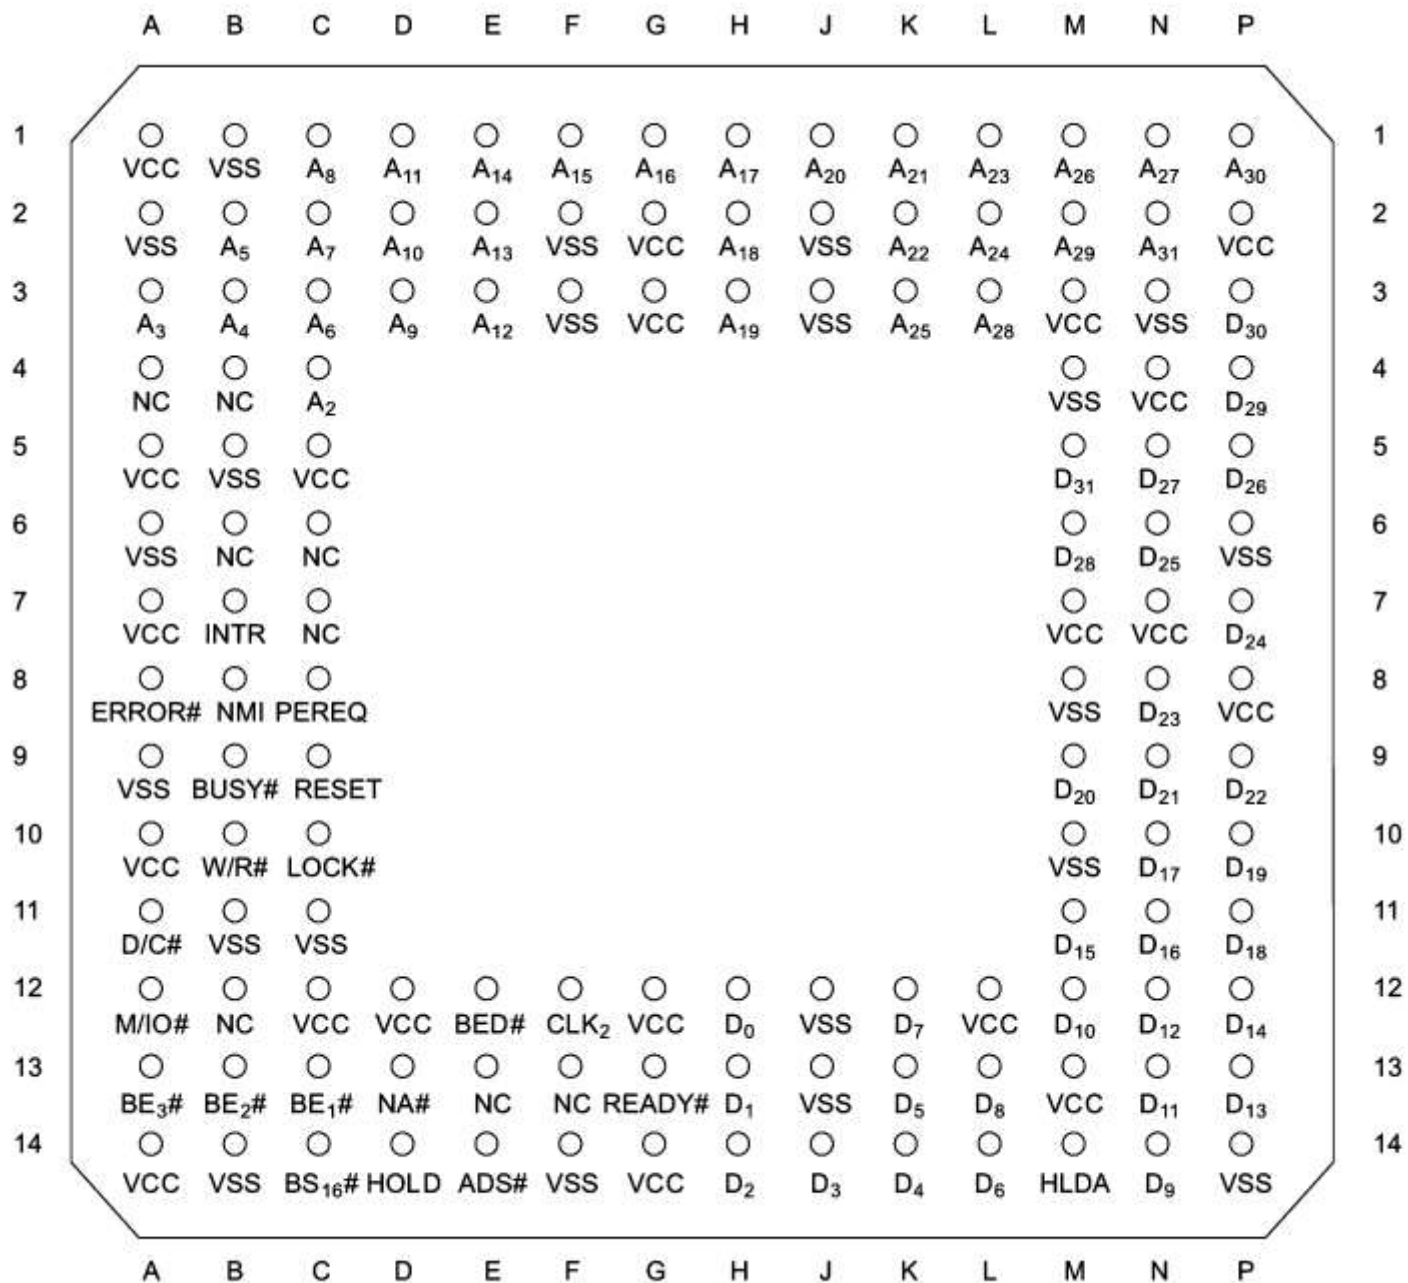 A B C D E F G H J K L M N P
1 1
VCC VSS A₈ A₁₁ A₁₄ A₁₅ A₁₆ A₁₇ A₂₀ A₂₁ A₂₃ A₂₆ A₂₇ A₃₀
2 2
VSS A₅ A₇ A₁₀ A₁₃ VSS VCC A₁₈ VSS A₂₂ A₂₄ A₂₉ A₃₁ VCC
3 3
A₃ A₄ A₆ A₉ A₁₂ VSS VCC A₁₉ VSS A₂₅ A₂₈ VCC VSS D₃₀
4 4
NC NC A₂ VSS VCC D₂₉
5 5
VCC VSS VCC D₃₁ D₂₇ D₂₆
6 6
VSS NC NC D₂₈ D₂₅ VSS
7 7
VCC INTR NC VCC VCC D₂₄
8 8
ERROR# NMI PEREQ VSS D₂₃ VCC
9 9
VSS BUSY# RESET D₂₀ D₂₁ D₂₂
10 10
VCC W/R# LOCK# VSS D₁₇ D₁₉
11 11
D/C# VSS VSS D₁₅ D₁₆ D₁₈
12 12
M/IO# NC VCC VCC BED# CLK₂ VCC D₀ VSS D₇ VCC D₁₀ D₁₂ D₁₄
13 13
BE₃# BE₂# BE₁# NA# NC NC READY# D₁ VSS D₅ D₈ VCC D₁₁ D₁₃
14 14
VCC VSS BS₁₆# HOLD ADS# VSS VCC D₂ D₃ D₄ D₆ HLDA D₉ VSS
A B C D E F G H J K L M N P